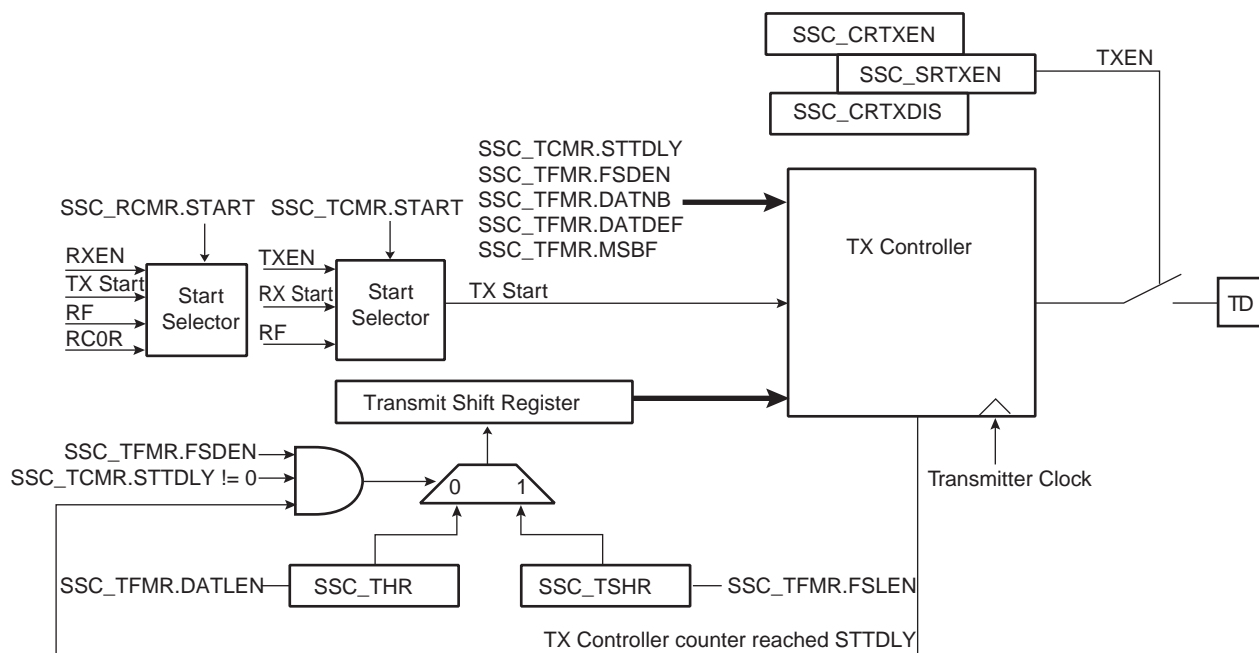 SSC_CRTXEN
SSC_SRTXEN
TXEN
SSC_CRTXDIS
SSC_TCMR.STTDLY
SSC_TFMR.FSDEN
SSC_TFMR.DATNB
SSC_TFMR.DATDEF
SSC_TFMR.MSBF
SSC_RCMR.START
SSC_TCMR.START
RXEN
TX Start
RF
RC0R
Start
Selector
TXEN
RX Start
RF
Start
Selector
TX Start
TX Controller
TD
Transmit Shift Register
SSC_TFMR.FSDEN
SSC_TCMR.STTDLY != 0
0 1
Transmitter Clock
SSC_TFMR.DATLEN
SSC_THR
SSC_TSHR
SSC_TFMR.FSLEN
TX Controller counter reached STTDLY